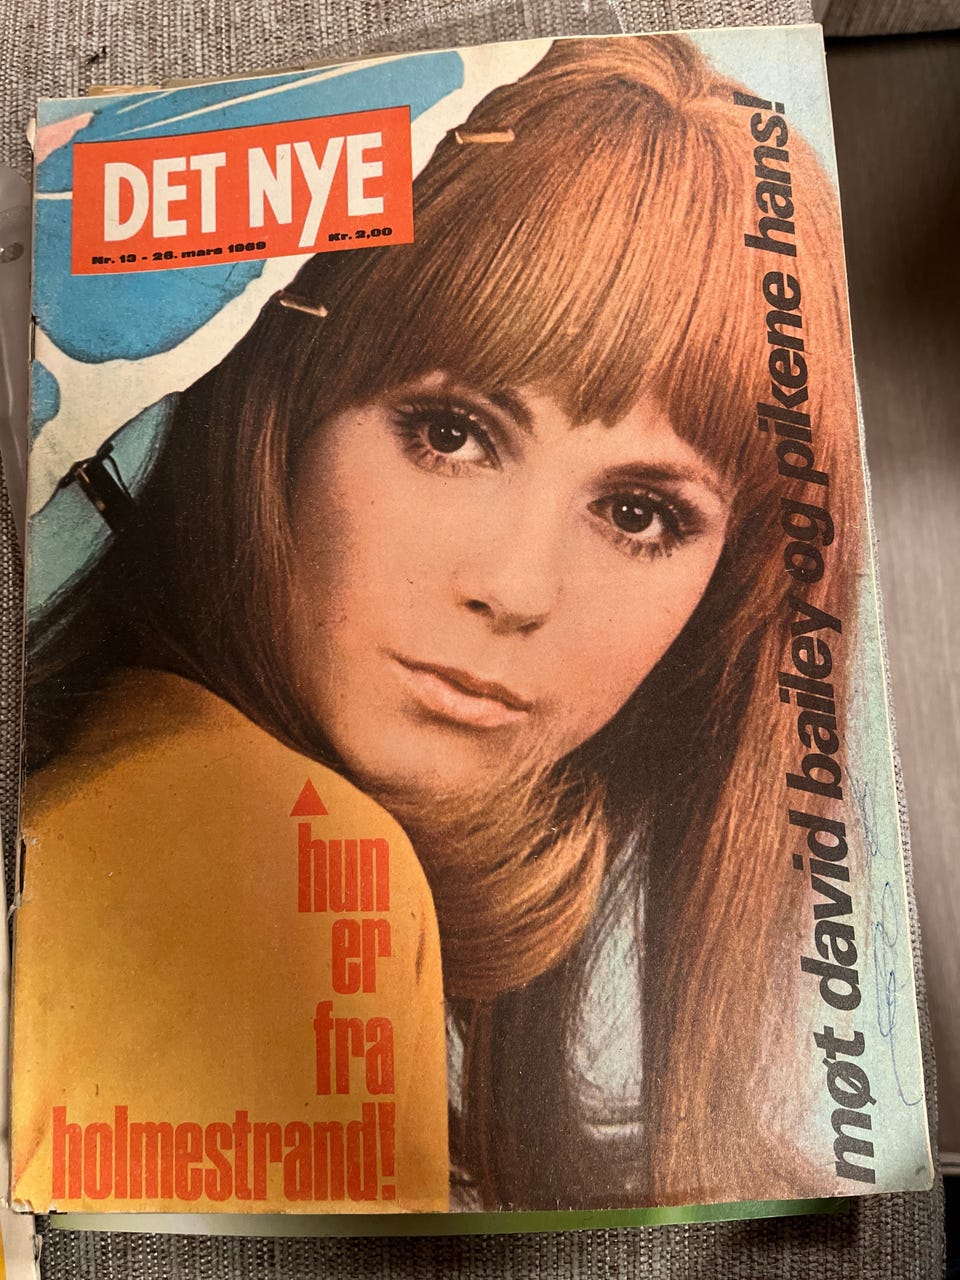 DET NYE
Nr. 13 - 26. mars 1969 Kr. 2,00
møt david bailey og pikene hans!
hun
er
fra
holmestrand!